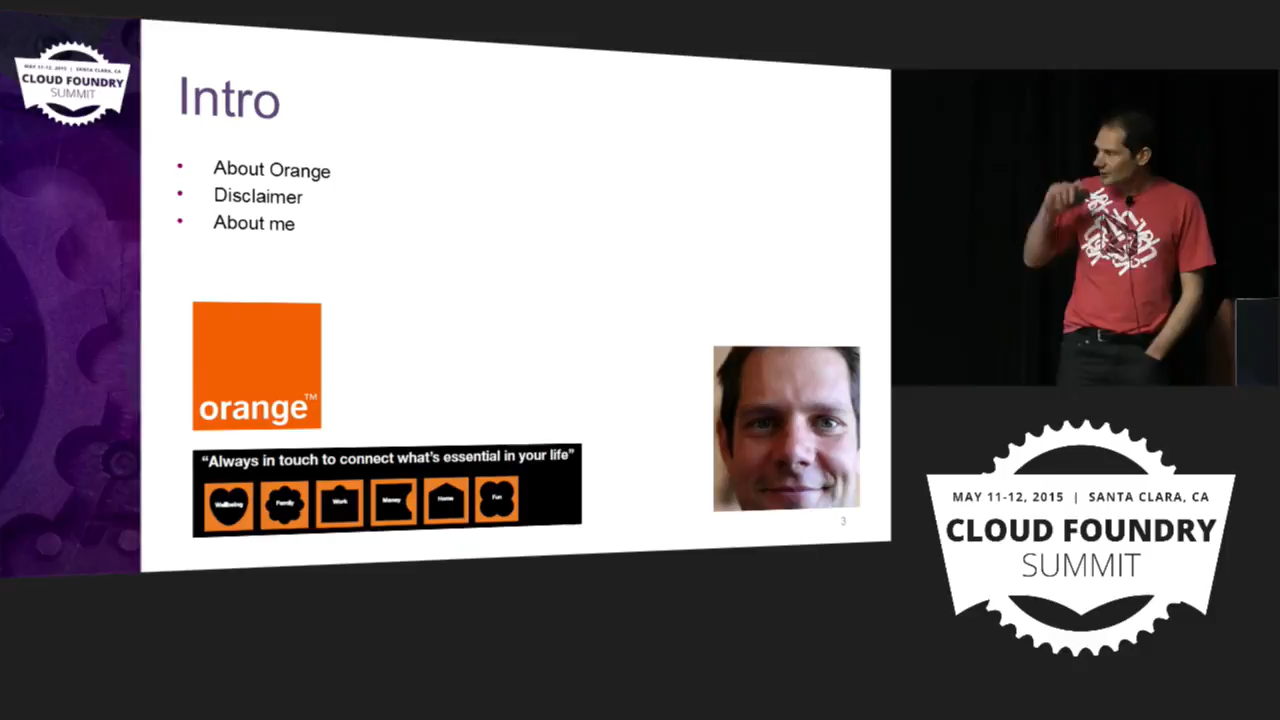 MAY 11-12, 2015 | SANTA CLARA, CA
CLOUD FOUNDRY
SUMMIT
Intro
• About Orange
• Disclaimer
• About me
orange™
“Always in touch to connect what’s essential in your life”
Wellbeing Family Work Money Home Fun
3
MAY 11-12, 2015 | SANTA CLARA, CA
CLOUD FOUNDRY
SUMMIT